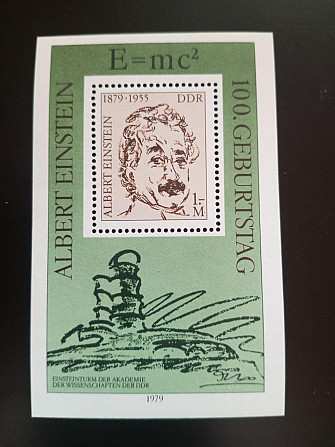 E=mc²
ALBERT EINSTEIN
1879·1955 DDR
ALBERT EINSTEIN
1,-
M
100. GEBURTSTAG
EINSTEINTURM DER AKADEMIE
DER WISSENSCHAFTEN DER DDR
1979